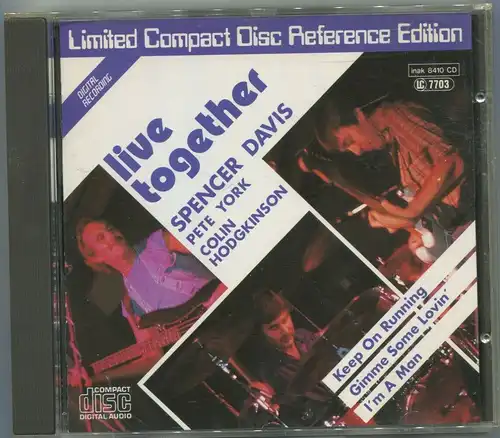 Limited Compact Disc Reference Edition
DIGITAL
RECORDING
inak 8410 CD
LC 7703
live
together
SPENCER DAVIS
PETE YORK
COLIN
HODGKINSON
Keep On Running
Gimme Some Lovin'
I'm A Man
COMPACT
disc
DIGITAL AUDIO